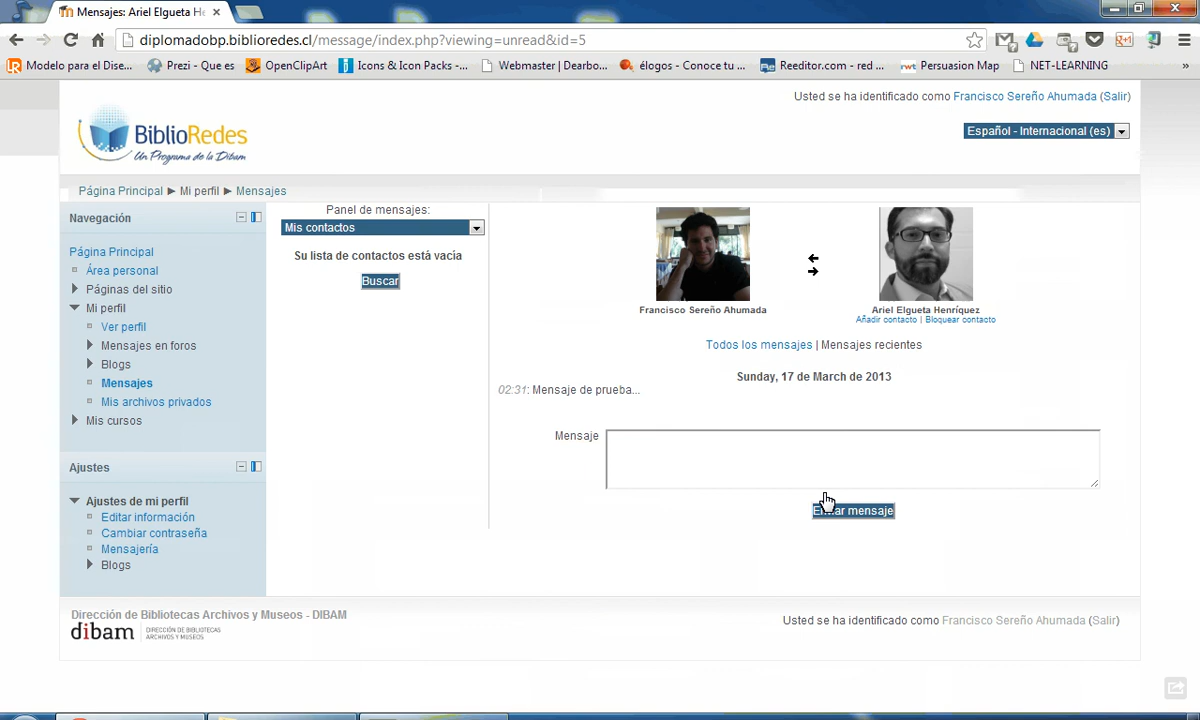 Mensajes: Ariel Elgueta He
diplomadobp.biblioredes.cl/message/index.php?viewing=unread&id=5
Modelo para el Dise... Prezi - Que es OpenClipArt Icons & Icon Packs -... Webmaster | Dearbo... élogos - Conoce tu ... Reeditor.com - red ... Persuasion Map NET-LEARNING »
Usted se ha identificado como Francisco Sereño Ahumada (Salir)
Español - Internacional (es)
BiblioRedes
Un Programa de la Dibam
Página Principal ► Mi perfil ► Mensajes
Navegación
Página Principal
Área personal
Páginas del sitio
Mi perfil
Ver perfil
Mensajes en foros
Blogs
Mensajes
Mis archivos privados
Mis cursos
Ajustes
Ajustes de mi perfil
Editar información
Cambiar contraseña
Mensajería
Blogs
Panel de mensajes:
Mis contactos
Su lista de contactos está vacía
Buscar
Francisco Sereño Ahumada
Ariel Elgueta Henríquez
Añadir contacto | Bloquear contacto
Todos los mensajes | Mensajes recientes
Sunday, 17 de March de 2013
02:31: Mensaje de prueba...
Mensaje
Enviar mensaje
Dirección de Bibliotecas Archivos y Museos - DIBAM
dibam
DIRECCIÓN DE BIBLIOTECAS
ARCHIVOS Y MUSEOS
Usted se ha identificado como Francisco Sereño Ahumada (Salir)